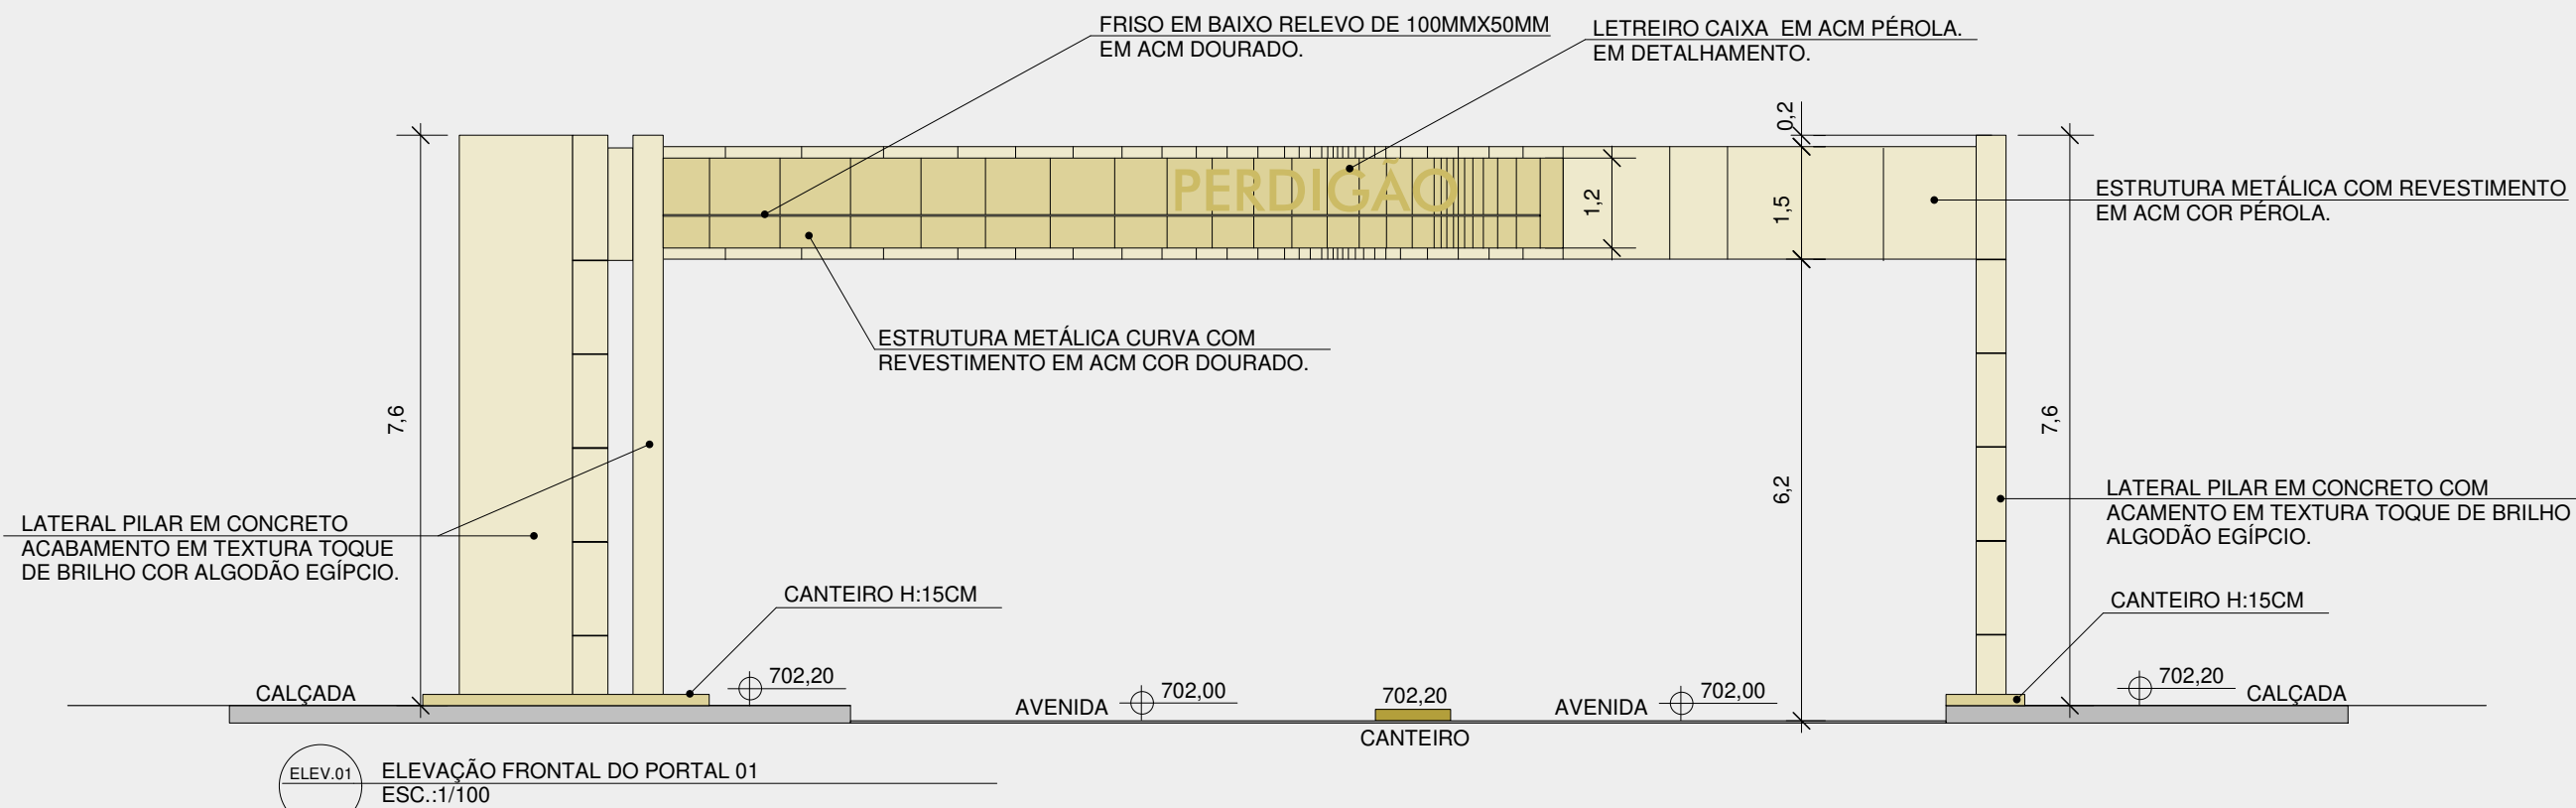 FRISO EM BAIXO RELEVO DE 100MMX50MM
EM ACM DOURADO.
LETREIRO CAIXA EM ACM PÉROLA.
EM DETALHAMENTO.
0,2
PERDIGÃO
1,2
1,5
ESTRUTURA METÁLICA COM REVESTIMENTO
EM ACM COR PÉROLA.
ESTRUTURA METÁLICA CURVA COM
REVESTIMENTO EM ACM COR DOURADO.
7,6
7,6
6,2
LATERAL PILAR EM CONCRETO
ACABAMENTO EM TEXTURA TOQUE
DE BRILHO COR ALGODÃO EGÍPCIO.
LATERAL PILAR EM CONCRETO COM
ACAMENTO EM TEXTURA TOQUE DE BRILHO
ALGODÃO EGÍPCIO.
CANTEIRO H:15CM
CANTEIRO H:15CM
CALÇADA
702,20
AVENIDA
702,00
702,20
CANTEIRO
AVENIDA
702,00
702,20
CALÇADA
ELEV.01
ELEVAÇÃO FRONTAL DO PORTAL 01
ESC.:1/100